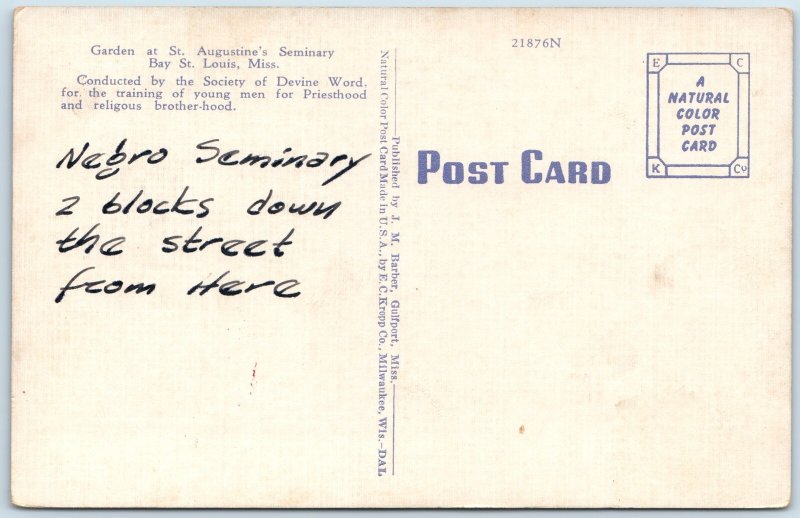 Garden at St. Augustine's Seminary
Bay St. Louis, Miss.
Conducted by the Society of Devine Word.
for the training of young men for Priesthood
and religous brother-hood.
Negro Seminary
2 blocks down
the street
from Here
Published by J. M. Barber, Gulfport, Miss.
Natural Color Post Card Made in U.S.A., by E. C. Kropp Co., Milwaukee, Wis.-DAL
21876N
POST CARD
E C
A
NATURAL
COLOR
POST
CARD
K Co